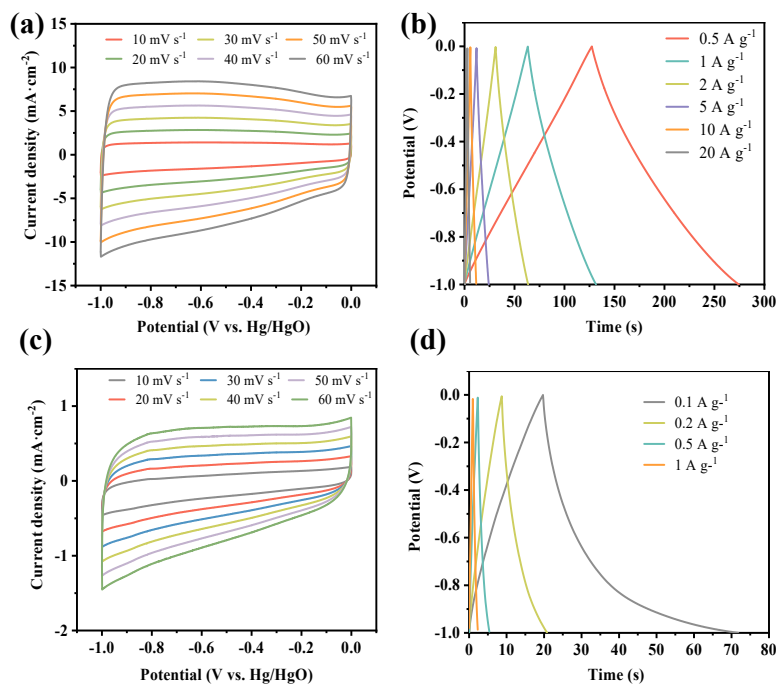 (a)
10 mV s⁻¹ 30 mV s⁻¹ 50 mV s⁻¹
20 mV s⁻¹ 40 mV s⁻¹ 60 mV s⁻¹
Current density (mA·cm⁻²)
15
10
5
0
-5
-10
-15
-1.0 -0.8 -0.6 -0.4 -0.2 0.0
Potential (V vs. Hg/HgO)
(b)
0.5 A g⁻¹
1 A g⁻¹
2 A g⁻¹
5 A g⁻¹
10 A g⁻¹
20 A g⁻¹
Potential (V)
0.0
-0.2
-0.4
-0.6
-0.8
-1.0
0 50 100 150 200 250 300
Time (s)
(c)
10 mV s⁻¹ 30 mV s⁻¹ 50 mV s⁻¹
20 mV s⁻¹ 40 mV s⁻¹ 60 mV s⁻¹
Current density (mA·cm⁻²)
1
0
-1
-2
-1.0 -0.8 -0.6 -0.4 -0.2 0.0
Potential (V vs. Hg/HgO)
(d)
0.1 A g-¹
0.2 A g-¹
0.5 A g-¹
1 A g-¹
Potential (V)
0.0
-0.2
-0.4
-0.6
-0.8
-1.0
0 10 20 30 40 50 60 70 80
Time (s)